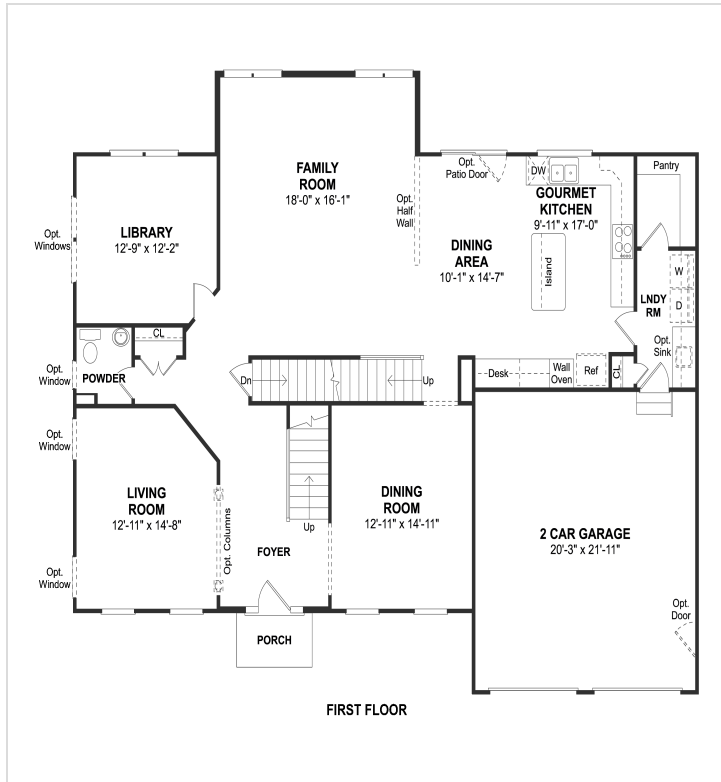 FAMILY
ROOM
18'-0" x 16'-1"
Opt.
Patio Door
DW
Pantry
GOURMET
KITCHEN
9'-11" x 17'-0"
Opt.
Half
Wall
LIBRARY
12'-9" x 12'-2"
Opt.
Windows
DINING
AREA
10'-1" x 14'-7"
Island
W
LNDY
RM
D
Opt.
Sink
CL
POWDER
Opt.
Window
Dn
Up
Desk
Wall
Oven
Ref
CL
Opt.
Window
LIVING
ROOM
12'-11" x 14'-8"
Opt. Columns
Up
FOYER
DINING
ROOM
12'-11" x 14'-11"
2 CAR GARAGE
20'-3" x 21'-11"
Opt.
Window
Opt.
Door
PORCH
FIRST FLOOR